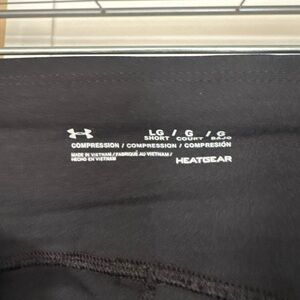 LG / G / G
SHORT COURT / BAJO
COMPRESSION / COMPRESSION / COMPRESIÓN
MADE IN VIETNAM / FABRIQUÉ AU VIETNAM /
HECHO EN VIETNAM
HEATGEAR